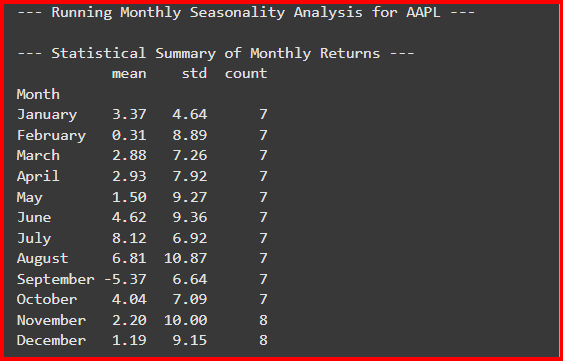 --- Running Monthly Seasonality Analysis for AAPL ---
--- Statistical Summary of Monthly Returns ---
mean std count
Month
January 3.37 4.64 7
February 0.31 8.89 7
March 2.88 7.26 7
April 2.93 7.92 7
May 1.50 9.27 7
June 4.62 9.36 7
July 8.12 6.92 7
August 6.81 10.87 7
September -5.37 6.64 7
October 4.04 7.09 7
November 2.20 10.00 8
December 1.19 9.15 8